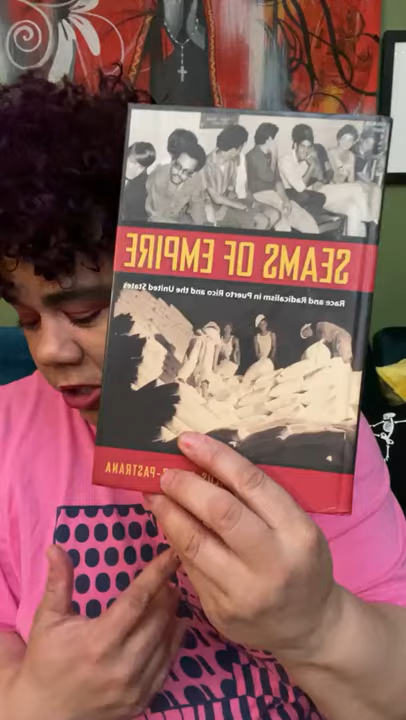 SEAMS OF EMPIRE
Race and Radicalism in Puerto Rico and the United States
-PASTRANA